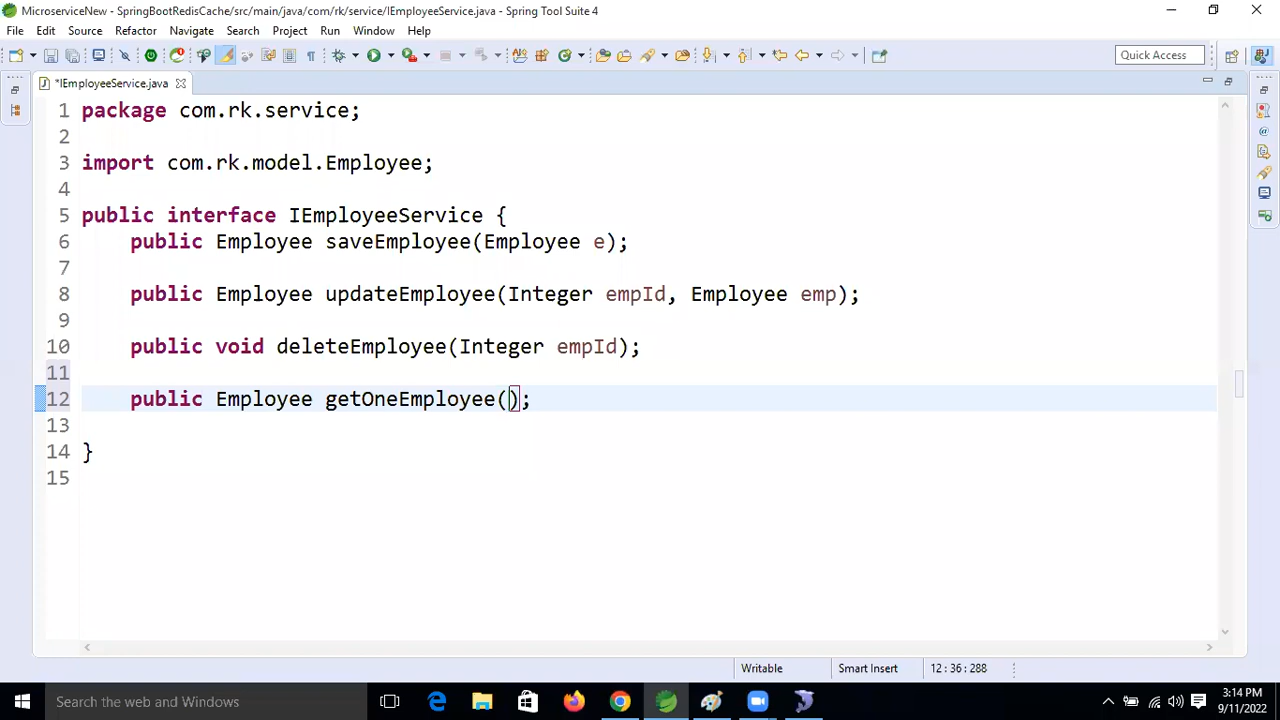 MicroserviceNew - SpringBootRedisCache/src/main/java/com/rk/service/IEmployeeService.java - Spring Tool Suite 4
File Edit Source Refactor Navigate Search Project Run Window Help
Quick Access
*IEmployeeService.java
1 package com.rk.service;
2
3 import com.rk.model.Employee;
4
5 public interface IEmployeeService {
6 public Employee saveEmployee(Employee e);
7
8 public Employee updateEmployee(Integer empId, Employee emp);
9
10 public void deleteEmployee(Integer empId);
11
12 public Employee getOneEmployee();
13
14 }
15
Writable Smart Insert 12 : 36 : 288
Search the web and Windows
3:14 PM
9/11/2022